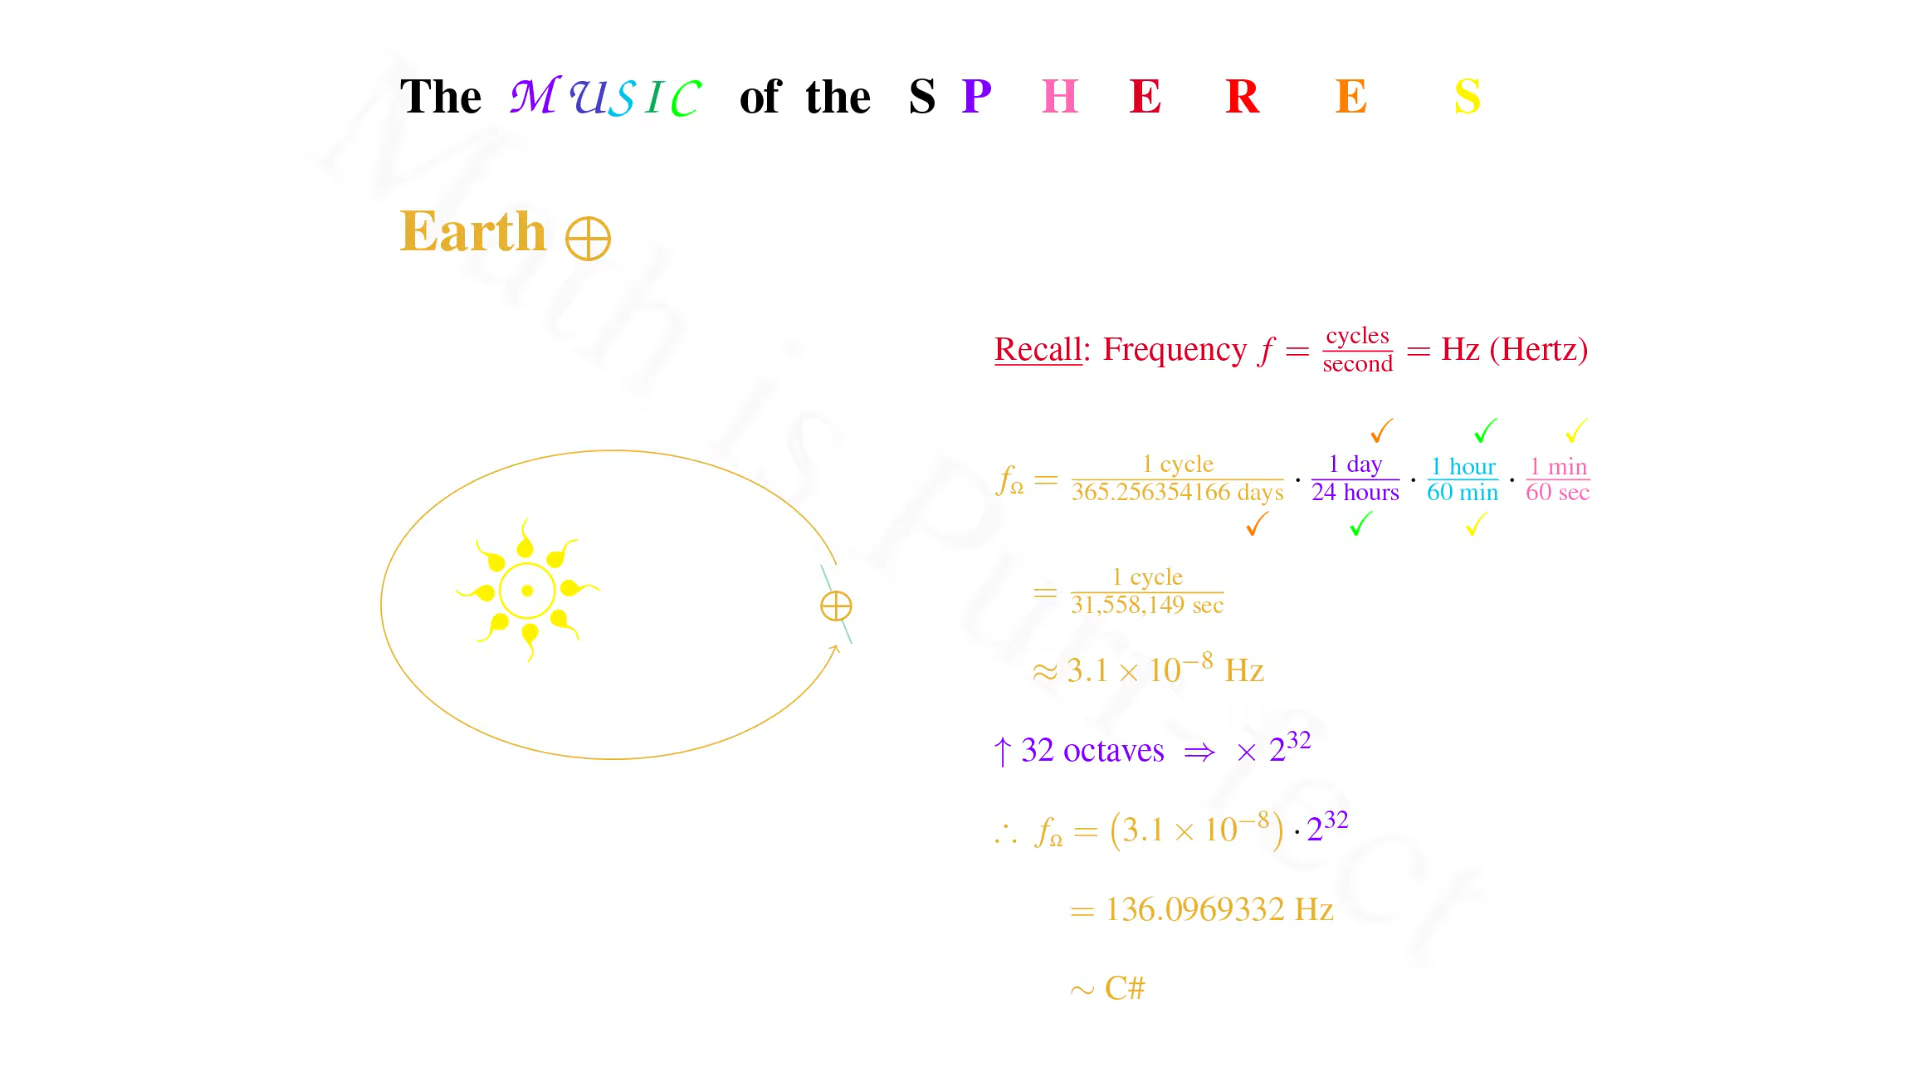 The MUSIC of the S P H E R E S
Earth ⊕
Recall: Frequency f = cycles/second = Hz (Hertz)
f_Ω = 1 cycle/365.256354166 days · 1 day/24 hours · 1 hour/60 min · 1 min/60 sec
= 1 cycle/31,558,149 sec
≈ 3.1 × 10^−8 Hz
↑ 32 octaves ⇒ × 2^32
∴ f_Ω = (3.1 × 10^−8) · 2^32
= 136.0969332 Hz
~ C#
Math is Purr-fect